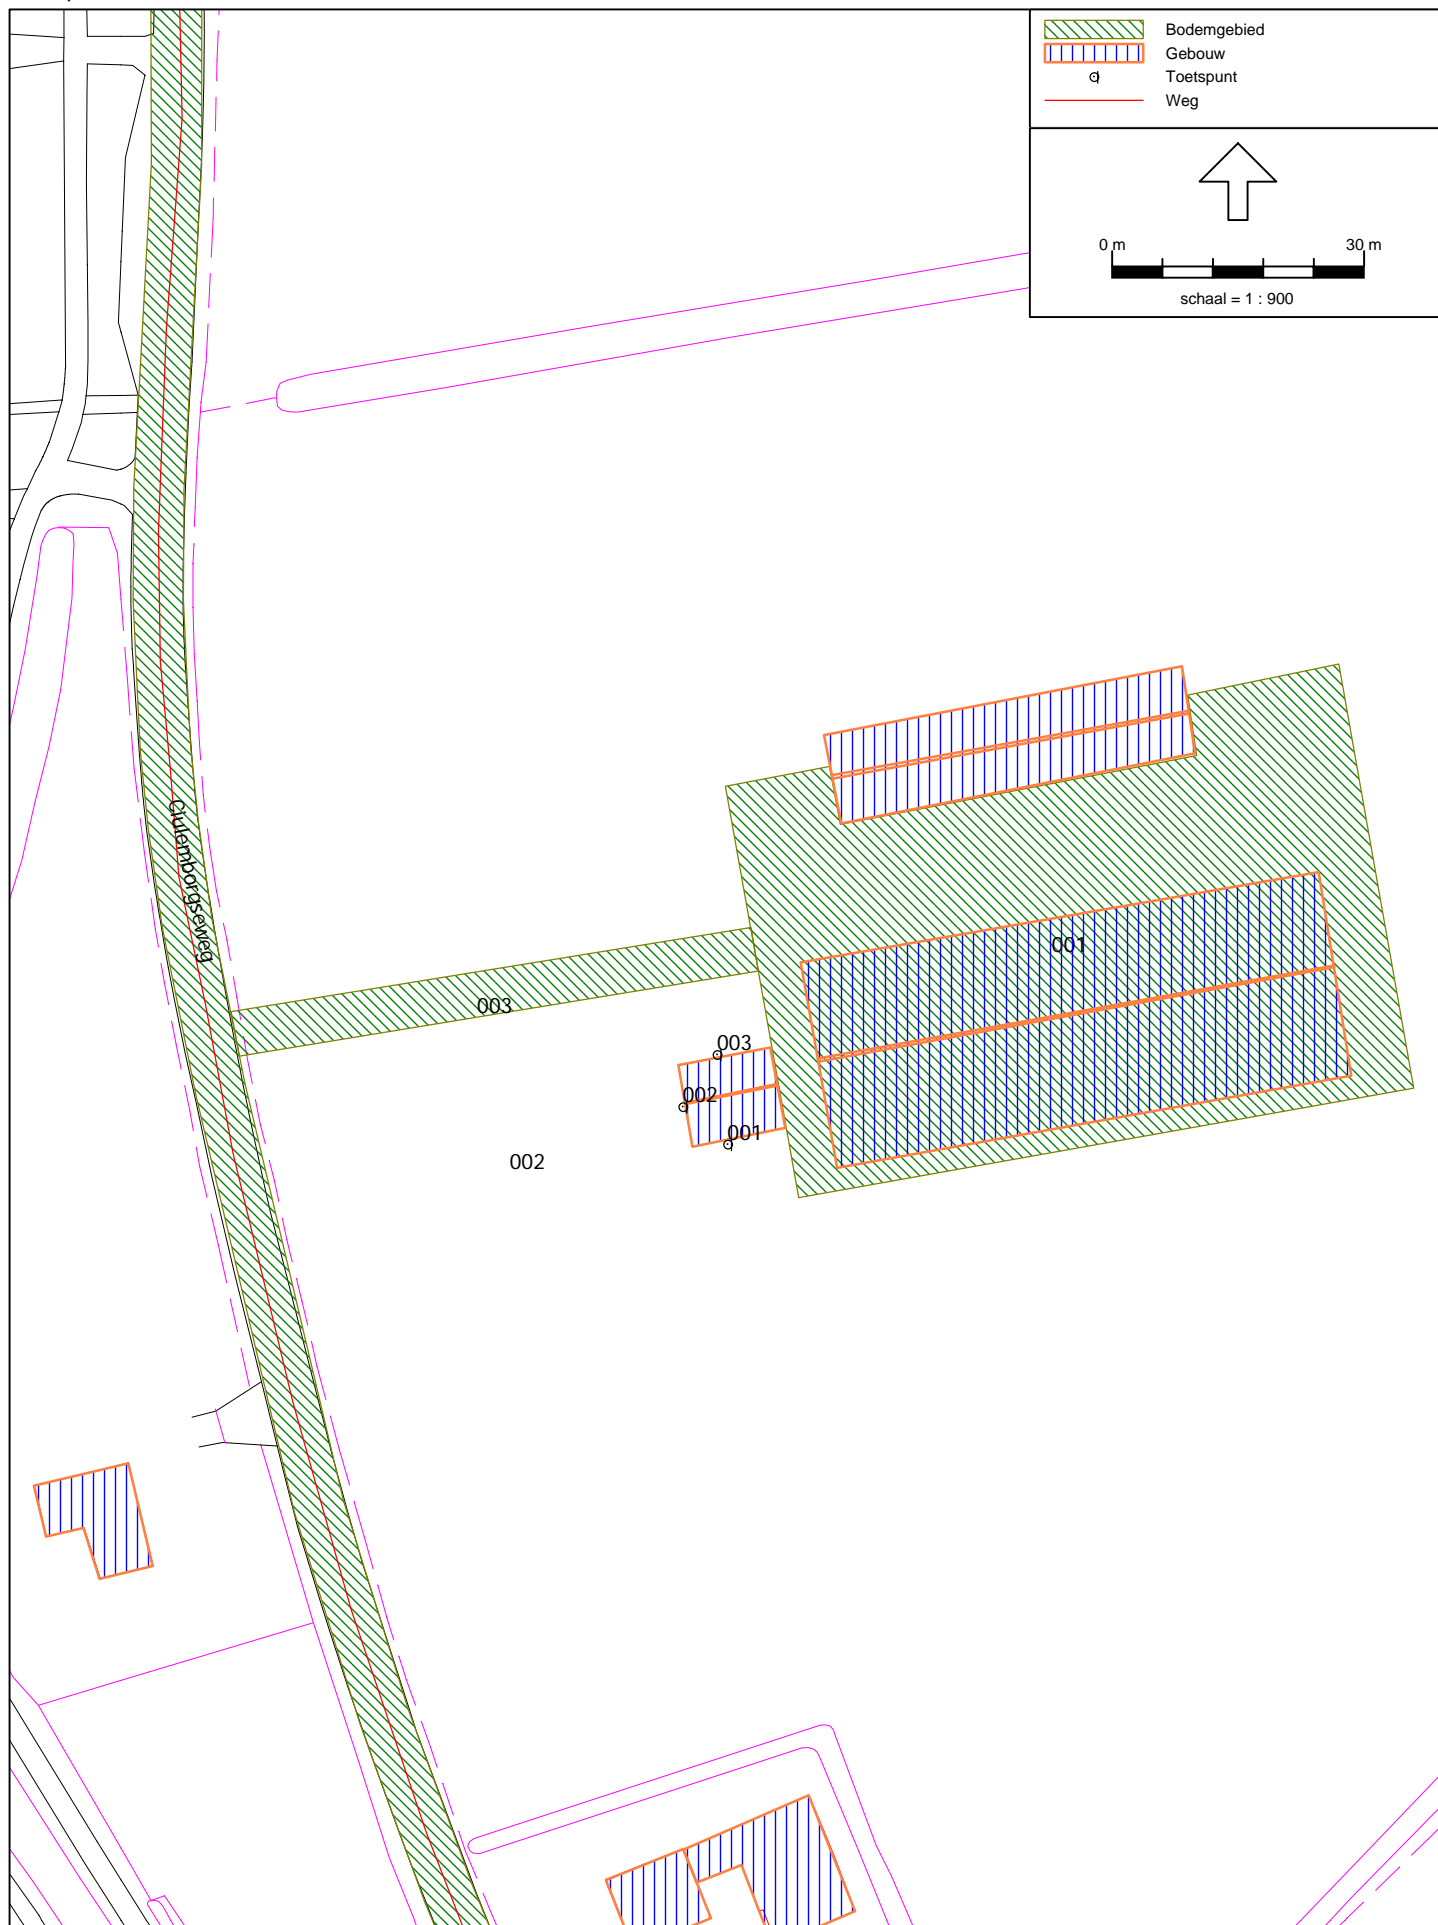 Bodemgebied
Gebouw
Toetspunt
Weg
0 m 30 m
schaal = 1 : 900
Culemborgseweg
001
003
003
002
001
002